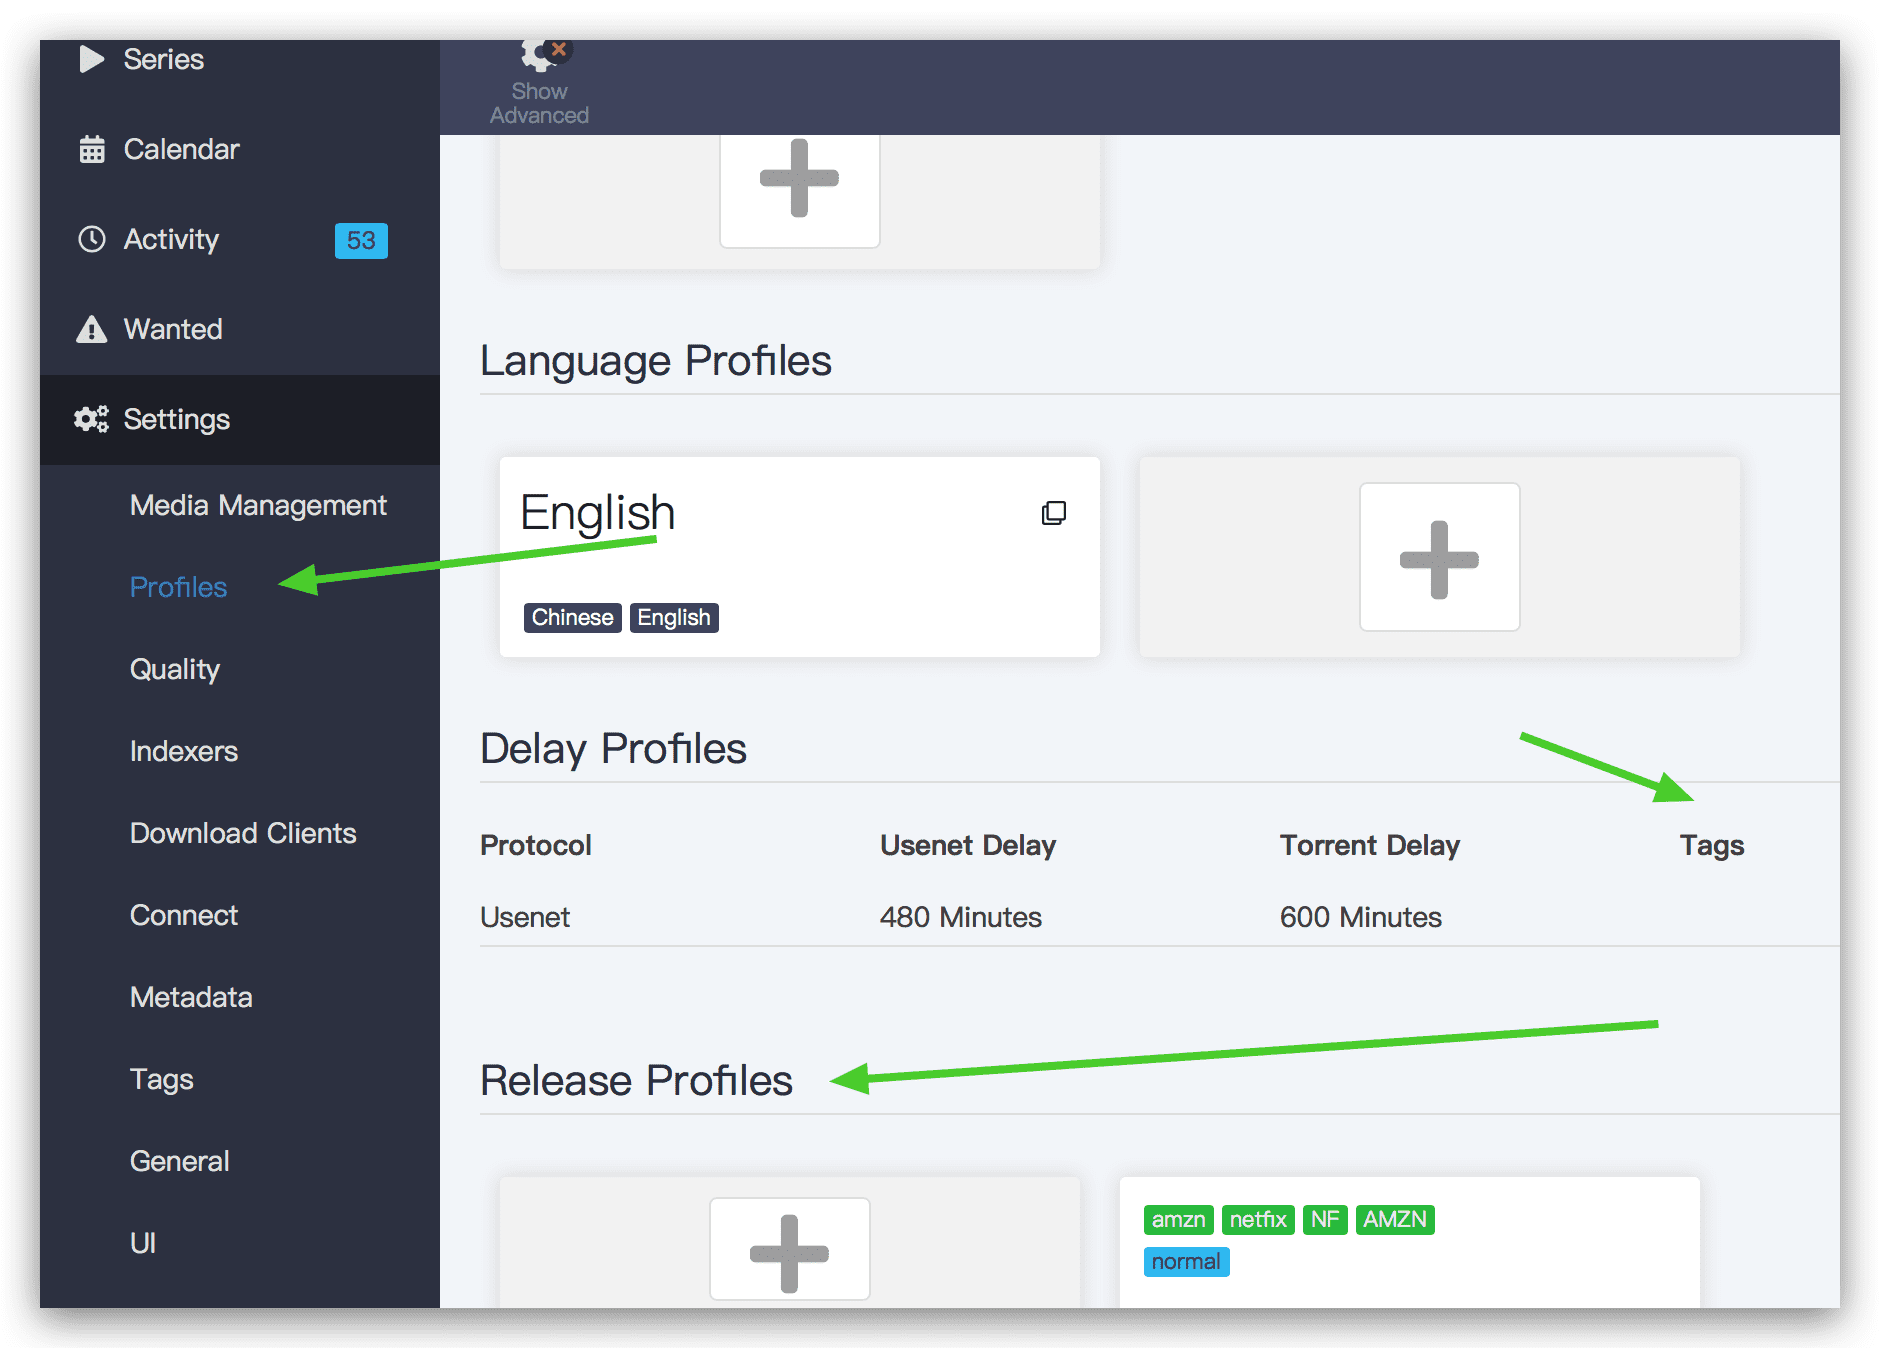 Series
Calendar
Activity 53
Wanted
Settings
Media Management
Profiles
Quality
Indexers
Download Clients
Connect
Metadata
Tags
General
UI
Show
Advanced
Language Profiles
English
Chinese English
Delay Profiles
Protocol Usenet Delay Torrent Delay Tags
Usenet 480 Minutes 600 Minutes
Release Profiles
amzn netfix NF AMZN
normal